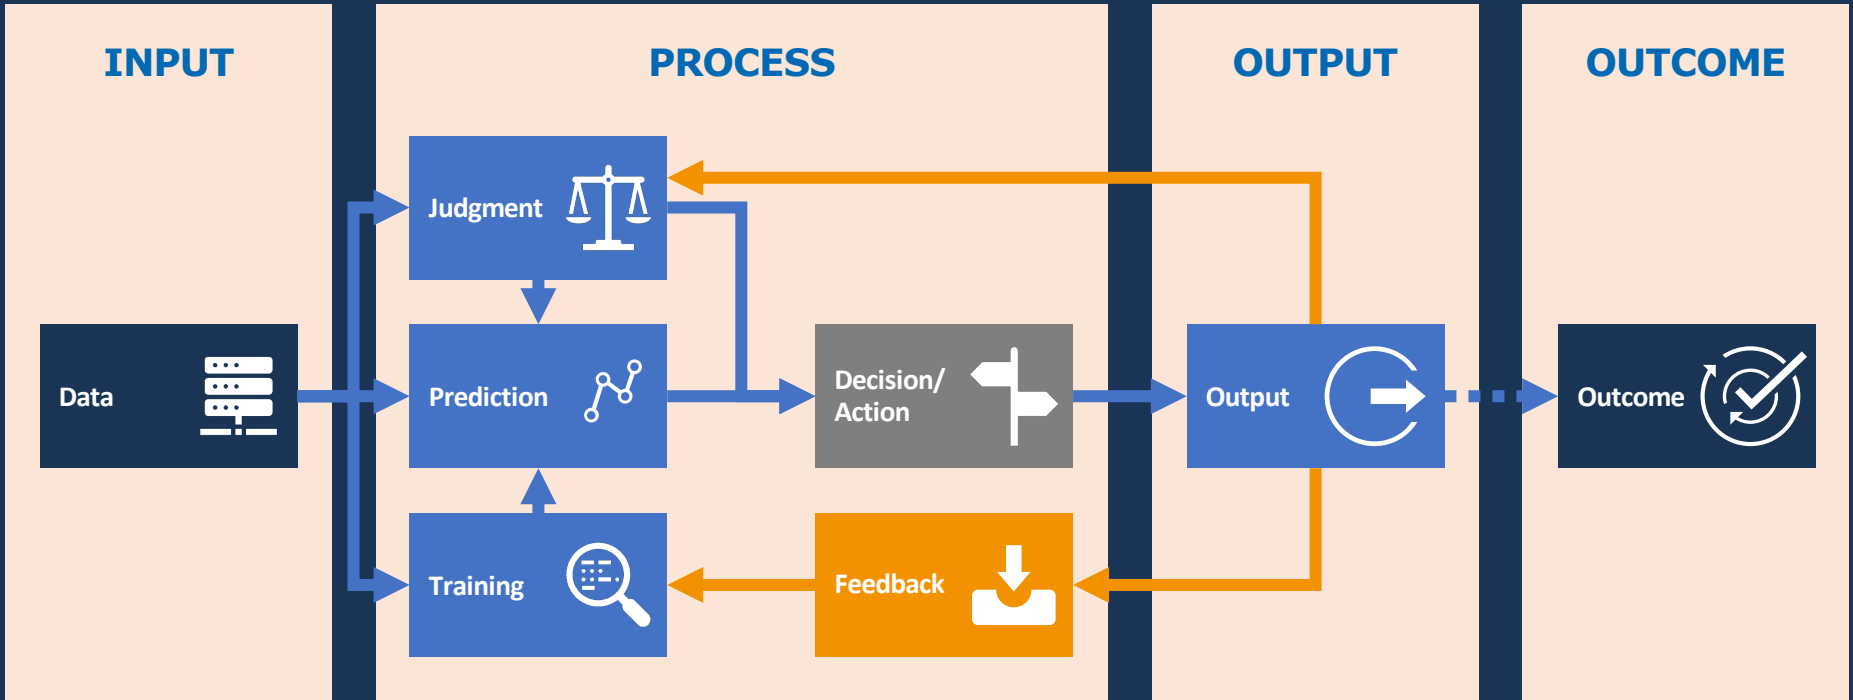 INPUT
PROCESS
OUTPUT
OUTCOME
Judgment
Data
Prediction
Decision/
Action
Output
Outcome
Training
Feedback